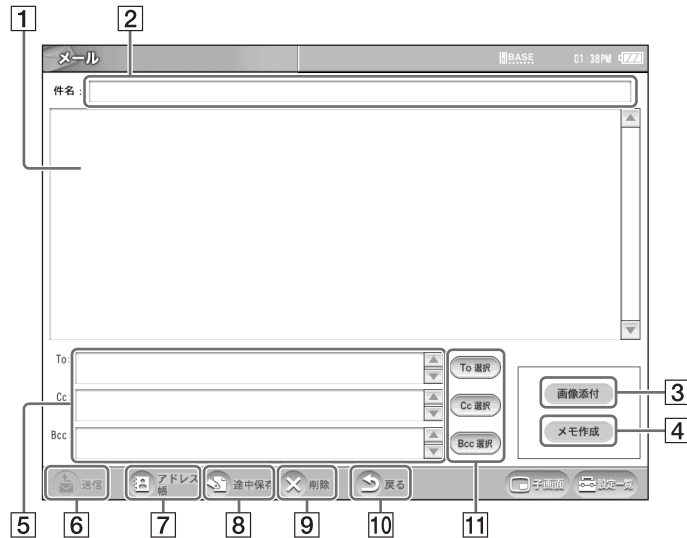 1 2
メール BASE 01:38PM
件名 :
To:
To 選択
Cc:
Cc 選択
Bcc:
Bcc 選択
画像添付 3
メモ作成 4
送信 アドレス帳 途中保存 削除 戻る 子画面 設定一覧
5 6 7 8 9 10 11